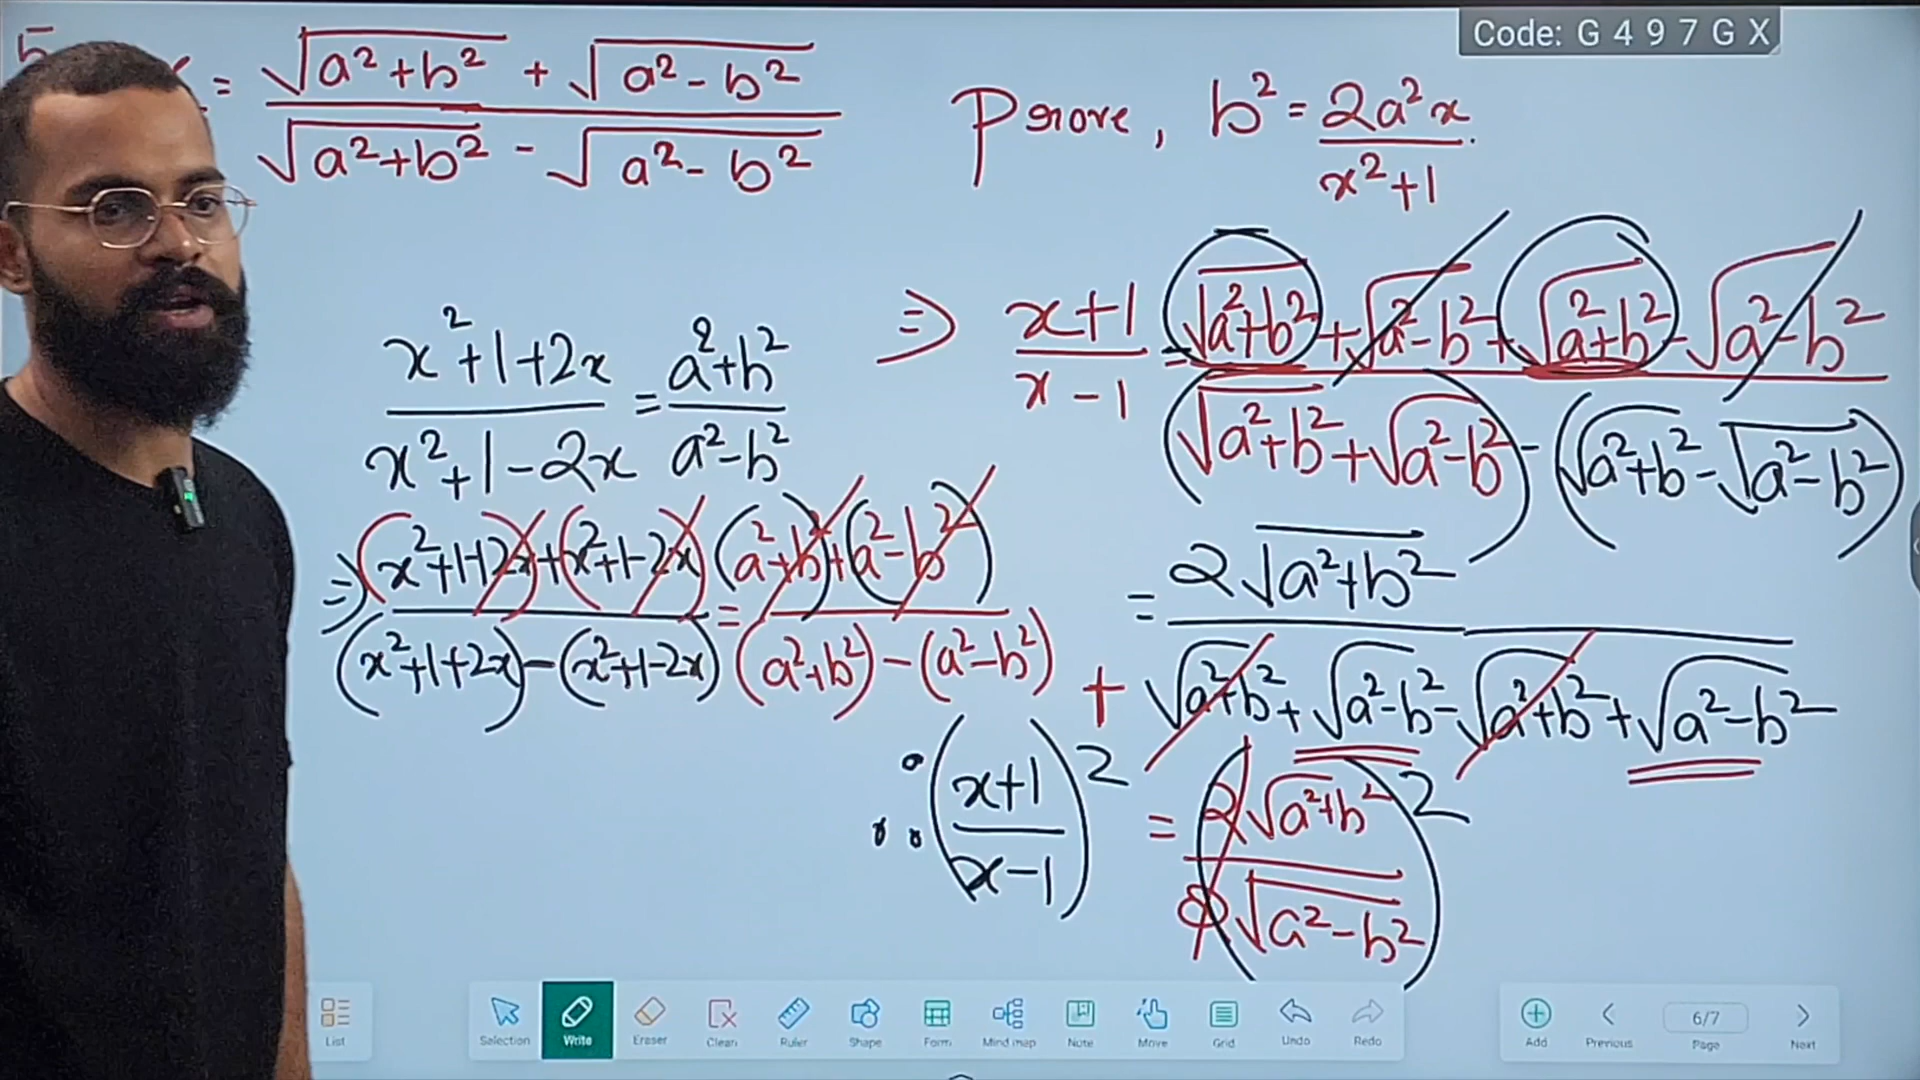 Code: G 4 9 7 G X
5
x = (√(a²+b²) + √(a²-b²)) / (√(a²+b²) - √(a²-b²))
Prove, b² = 2a²x / (x²+1).
⇒ (x+1)/(x-1) = (√(a²+b²) + √(a²-b²) + √(a²+b²) - √(a²-b²)) / ((√(a²+b²) + √(a²-b²)) - (√(a²+b²) - √(a²-b²)))
= 2√(a²+b²) / (√(a²+b²) + √(a²-b²) - √(a²+b²) + √(a²-b²))
+
∴ ((x+1)/(x-1))² = (2√(a²+b²) / 2√(a²-b²))²
(x²+1+2x)/(x²+1-2x) = (a²+b²)/(a²-b²)
⇒ ((x²+1+2x)+(x²+1-2x)) / ((x²+1+2x)-(x²+1-2x)) = ((a²+b²)+(a²-b²)) / ((a²+b²)-(a²-b²))
List
Selection
Write
Eraser
Clean
Ruler
Shape
Form
Mind map
Note
Move
Grid
Undo
Redo
Add
Previous
6/7
Page
Next